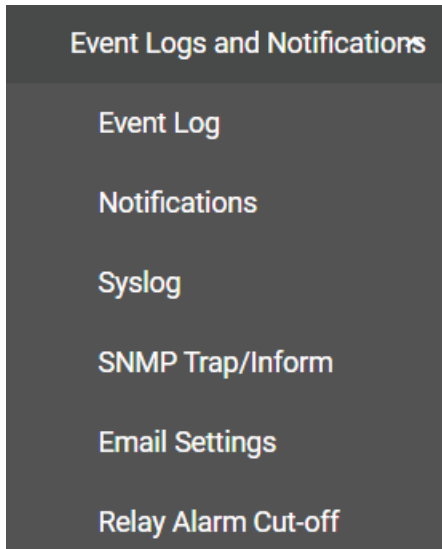 Event Logs and Notifications
Event Log
Notifications
Syslog
SNMP Trap/Inform
Email Settings
Relay Alarm Cut-off